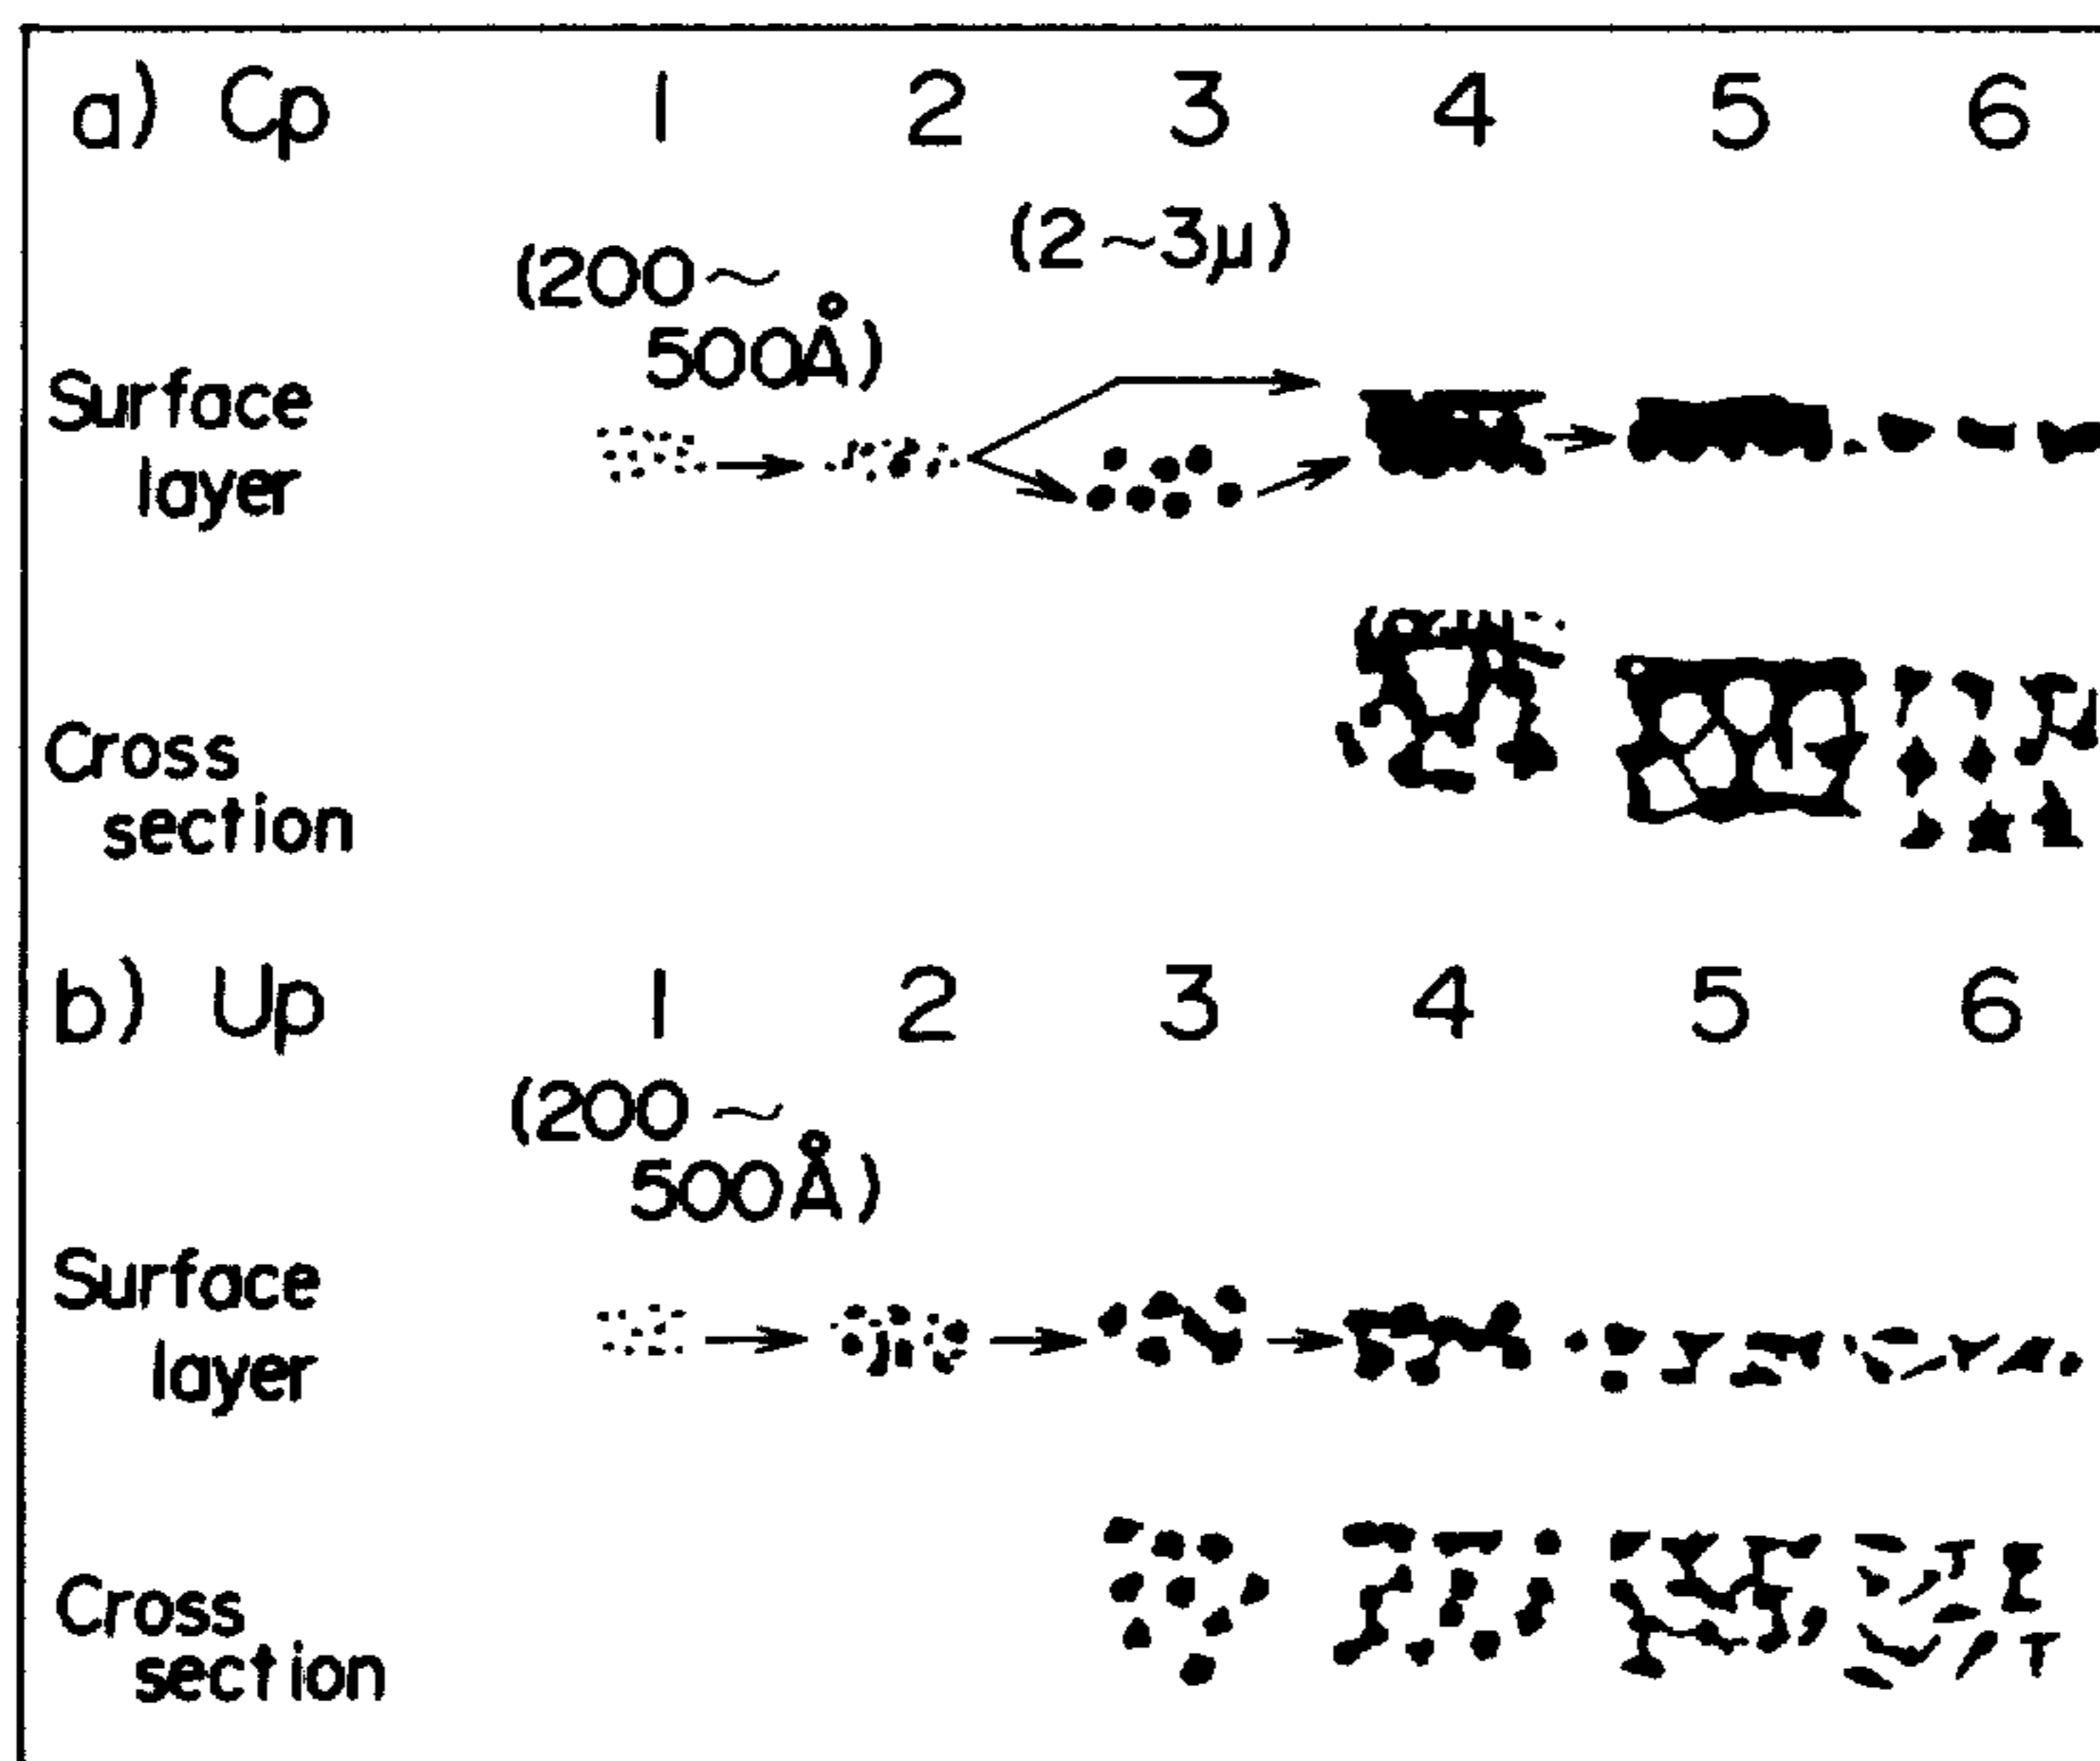 a) Cp 1 2 3 4 5 6
(2~3μ)
(200~
500Å)
Surface
layer
Cross
section
b) Up 1 2 3 4 5 6
(200~
500Å)
Surface
layer
Cross
section